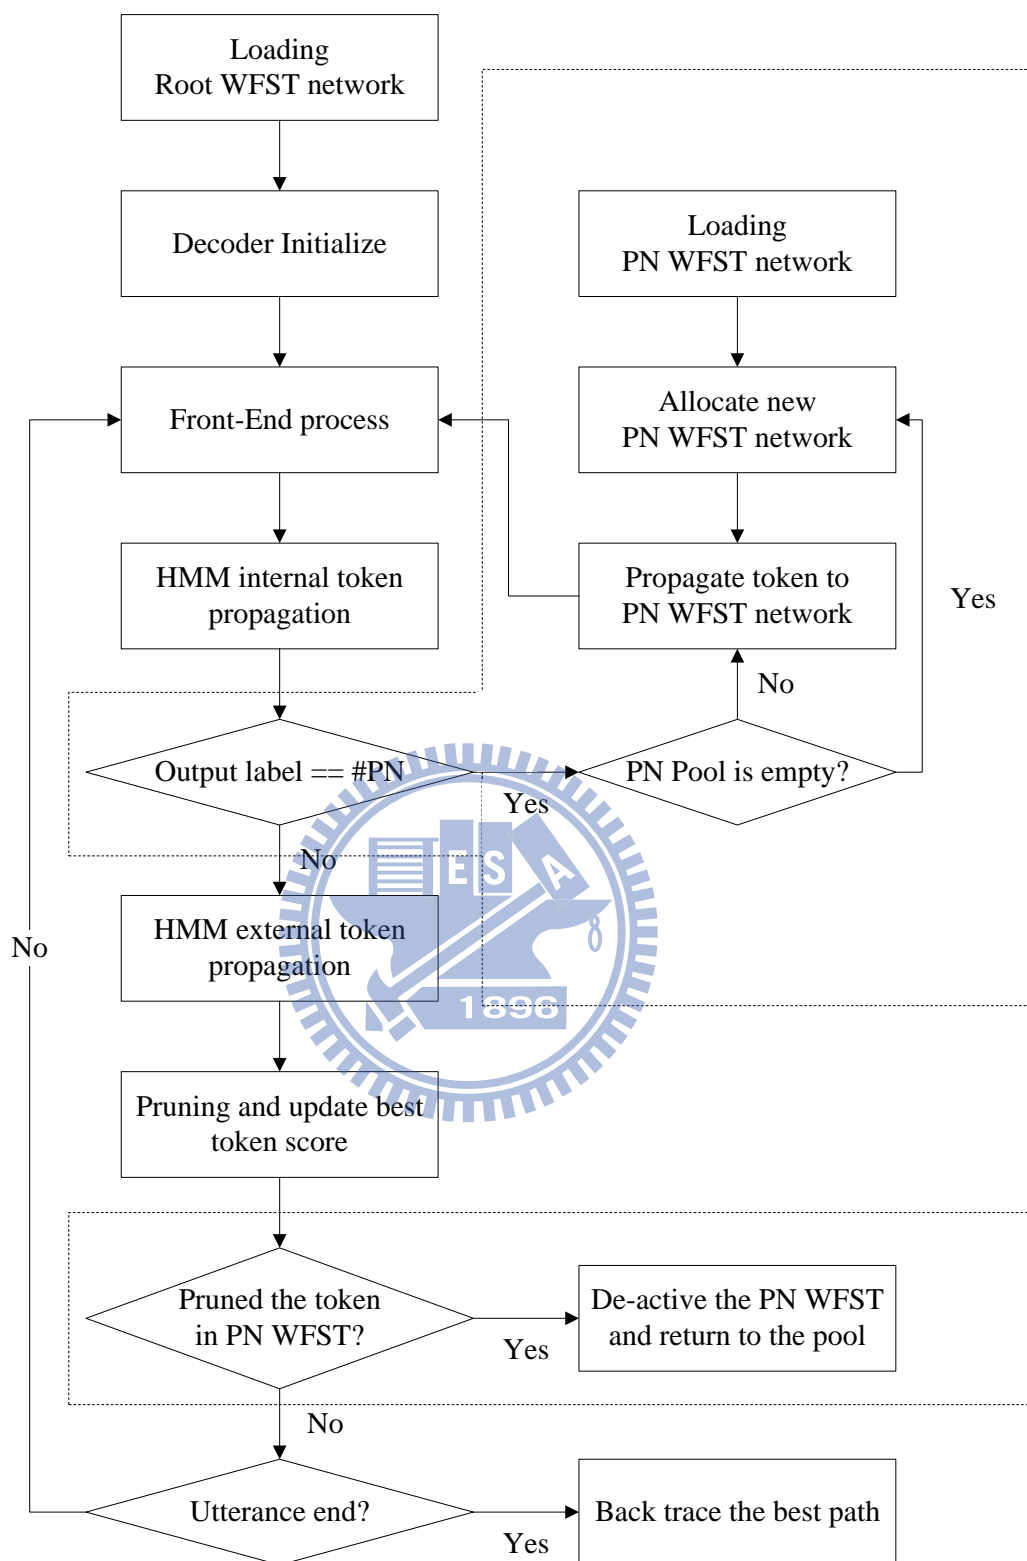 Loading
Root WFST network
Decoder Initialize
Loading
PN WFST network
Front-End process
Allocate new
PN WFST network
HMM internal token
propagation
Propagate token to
PN WFST network
Yes
No
Output label == #PN
Yes
PN Pool is empty?
No
E S A
HMM external token
propagation
No
1896
Pruning and update best
token score
Pruned the token
in PN WFST?
Yes
De-active the PN WFST
and return to the pool
No
Utterance end?
Yes
Back trace the best path